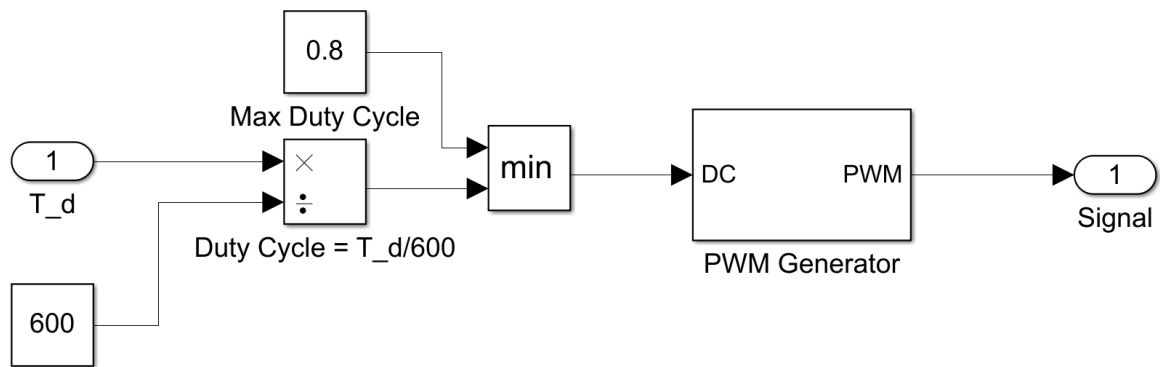 0.8
Max Duty Cycle
1
T_d
×
÷
Duty Cycle = T_d/600
600
min
DC
PWM
PWM Generator
1
Signal